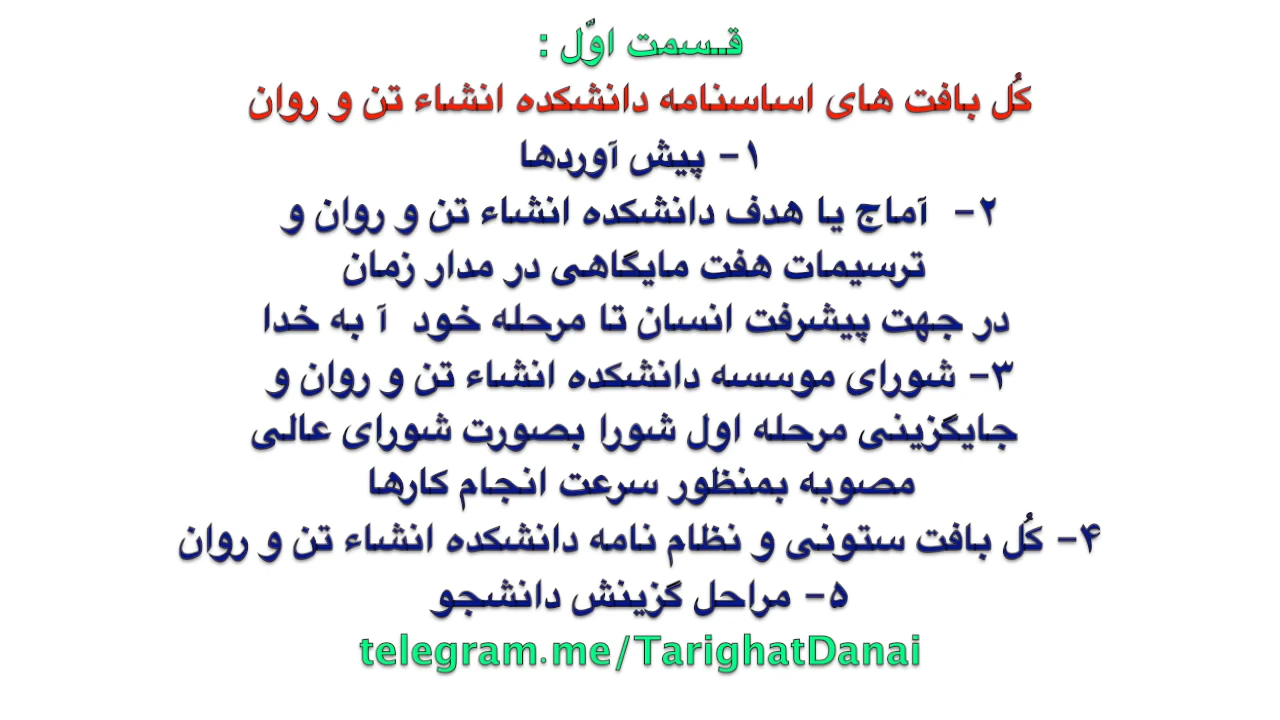 قـسمت اوّل :
کُل بافت های اساسنامه دانشکده انشاء تن و روان
۱- پیش آوردها
۲- آماج یا هدف دانشکده انشاء تن و روان و
ترسیمات هفت مایگاهی در مدار زمان
در جهت پیشرفت انسان تا مرحله خود آ به خدا
۳- شورای موسسه دانشکده انشاء تن و روان و
جایگزینی مرحله اول شورا بصورت شورای عالی
مصوبه بمنظور سرعت انجام کارها
۴- کُل بافت ستونی و نظام نامه دانشکده انشاء تن و روان
۵- مراحل گزینش دانشجو
telegram.me/TarighatDanai